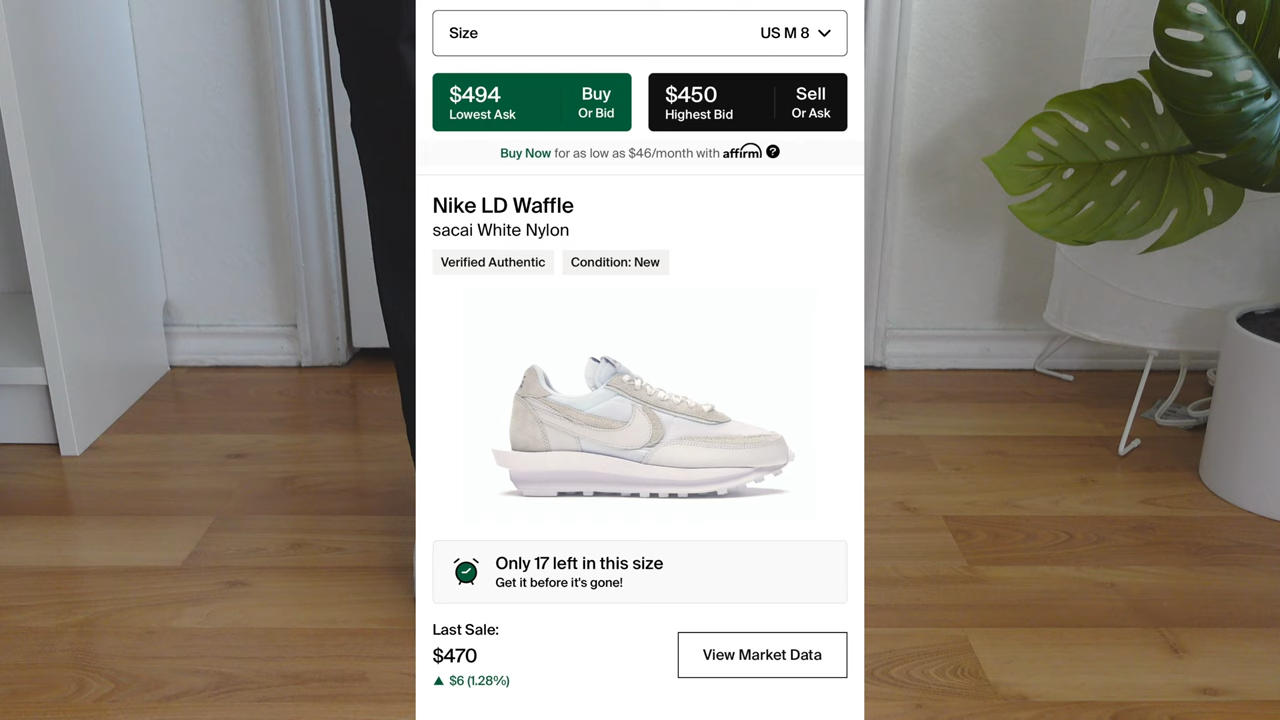 Size
US M 8
$494
Lowest Ask
Buy
Or Bid
$450
Highest Bid
Sell
Or Ask
Buy Now for as low as $46/month with affirm ?
Nike LD Waffle
sacai White Nylon
Verified Authentic
Condition: New
Only 17 left in this size
Get it before it's gone!
Last Sale:
$470
▲ $6 (1.28%)
View Market Data